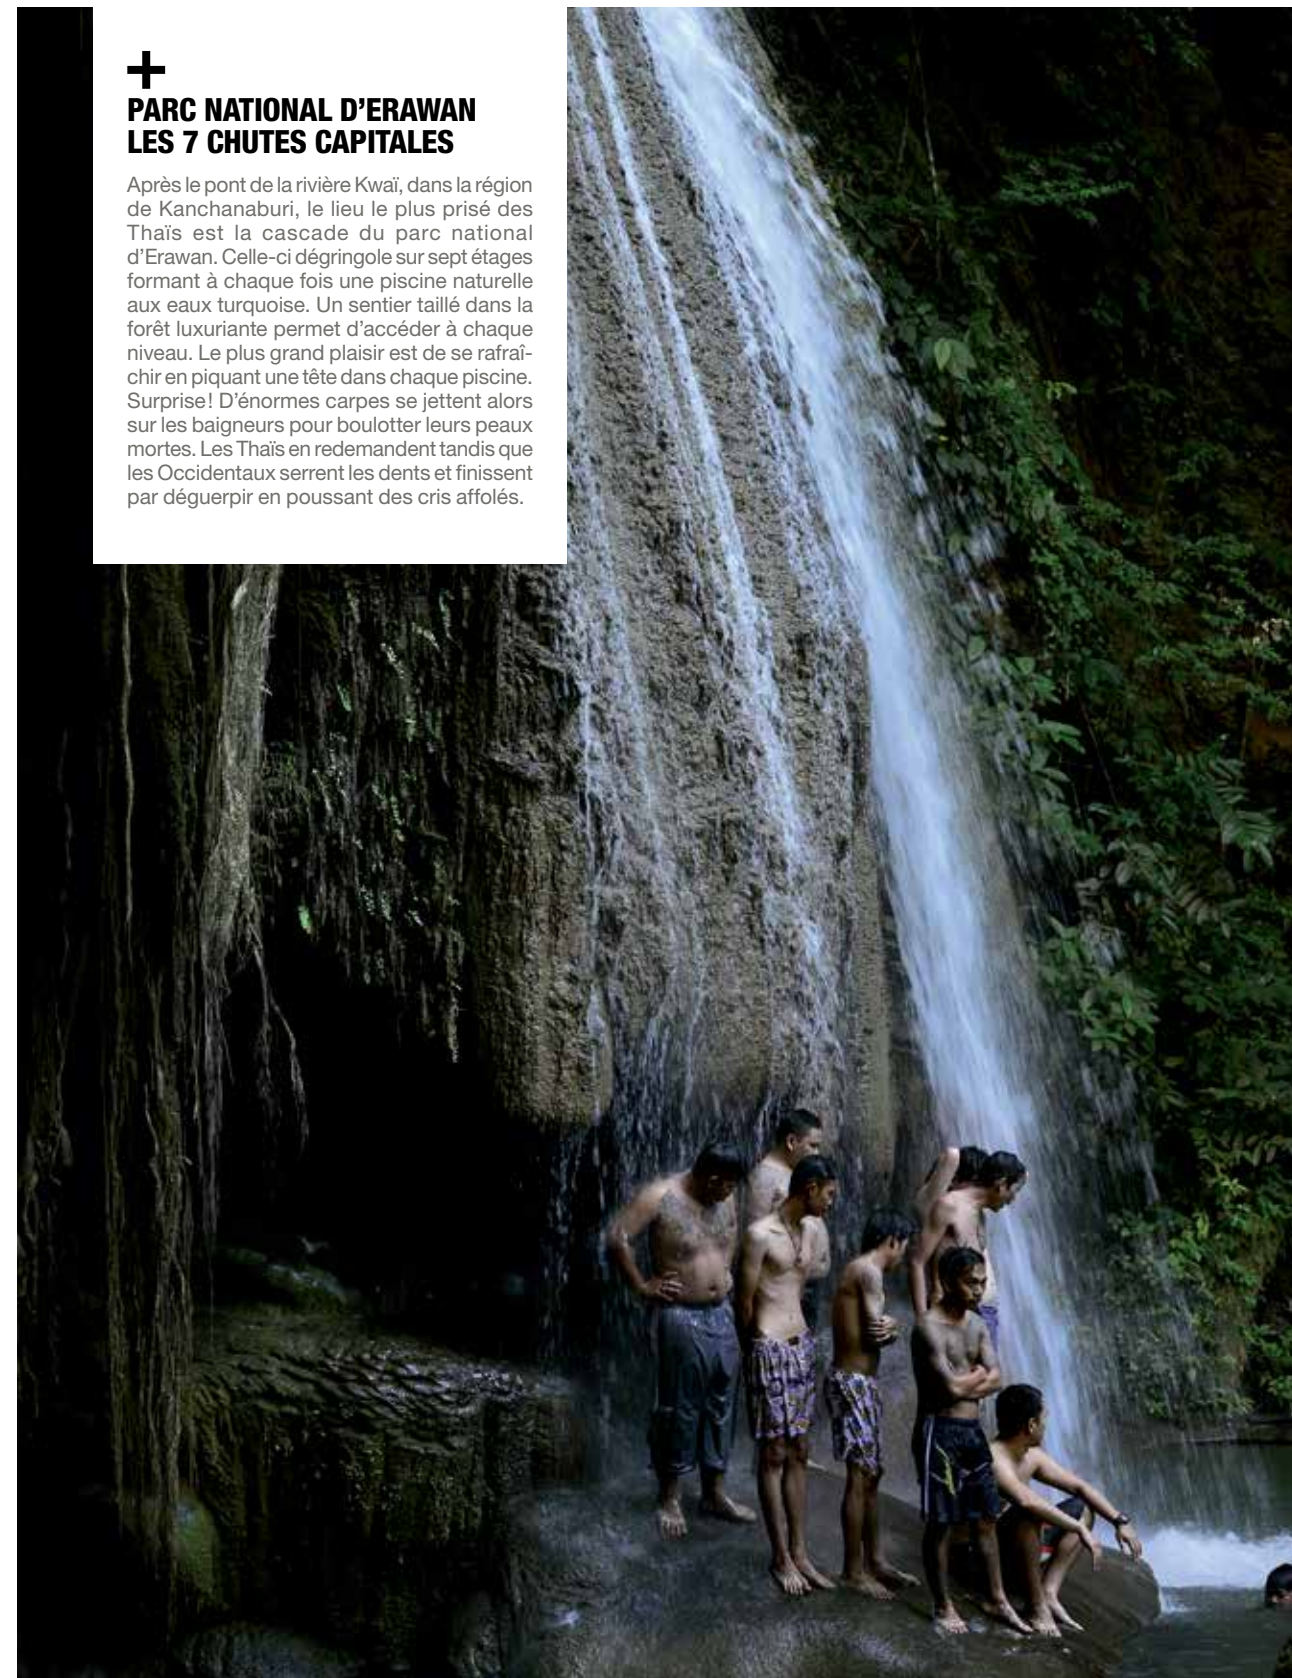 +
PARC NATIONAL D’ERAWAN
LES 7 CHUTES CAPITALES
Après le pont de la rivière Kwaï, dans la région
de Kanchanaburi, le lieu le plus prisé des
Thaïs est la cascade du parc national
d’Erawan. Celle-ci dégringole sur sept étages
formant à chaque fois une piscine naturelle
aux eaux turquoise. Un sentier taillé dans la
forêt luxuriante permet d’accéder à chaque
niveau. Le plus grand plaisir est de se rafraî-
chir en piquant une tête dans chaque piscine.
Surprise! D’énormes carpes se jettent alors
sur les baigneurs pour boulotter leurs peaux
mortes. Les Thaïs en redemandent tandis que
les Occidentaux serrent les dents et finissent
par déguerpir en poussant des cris affolés.